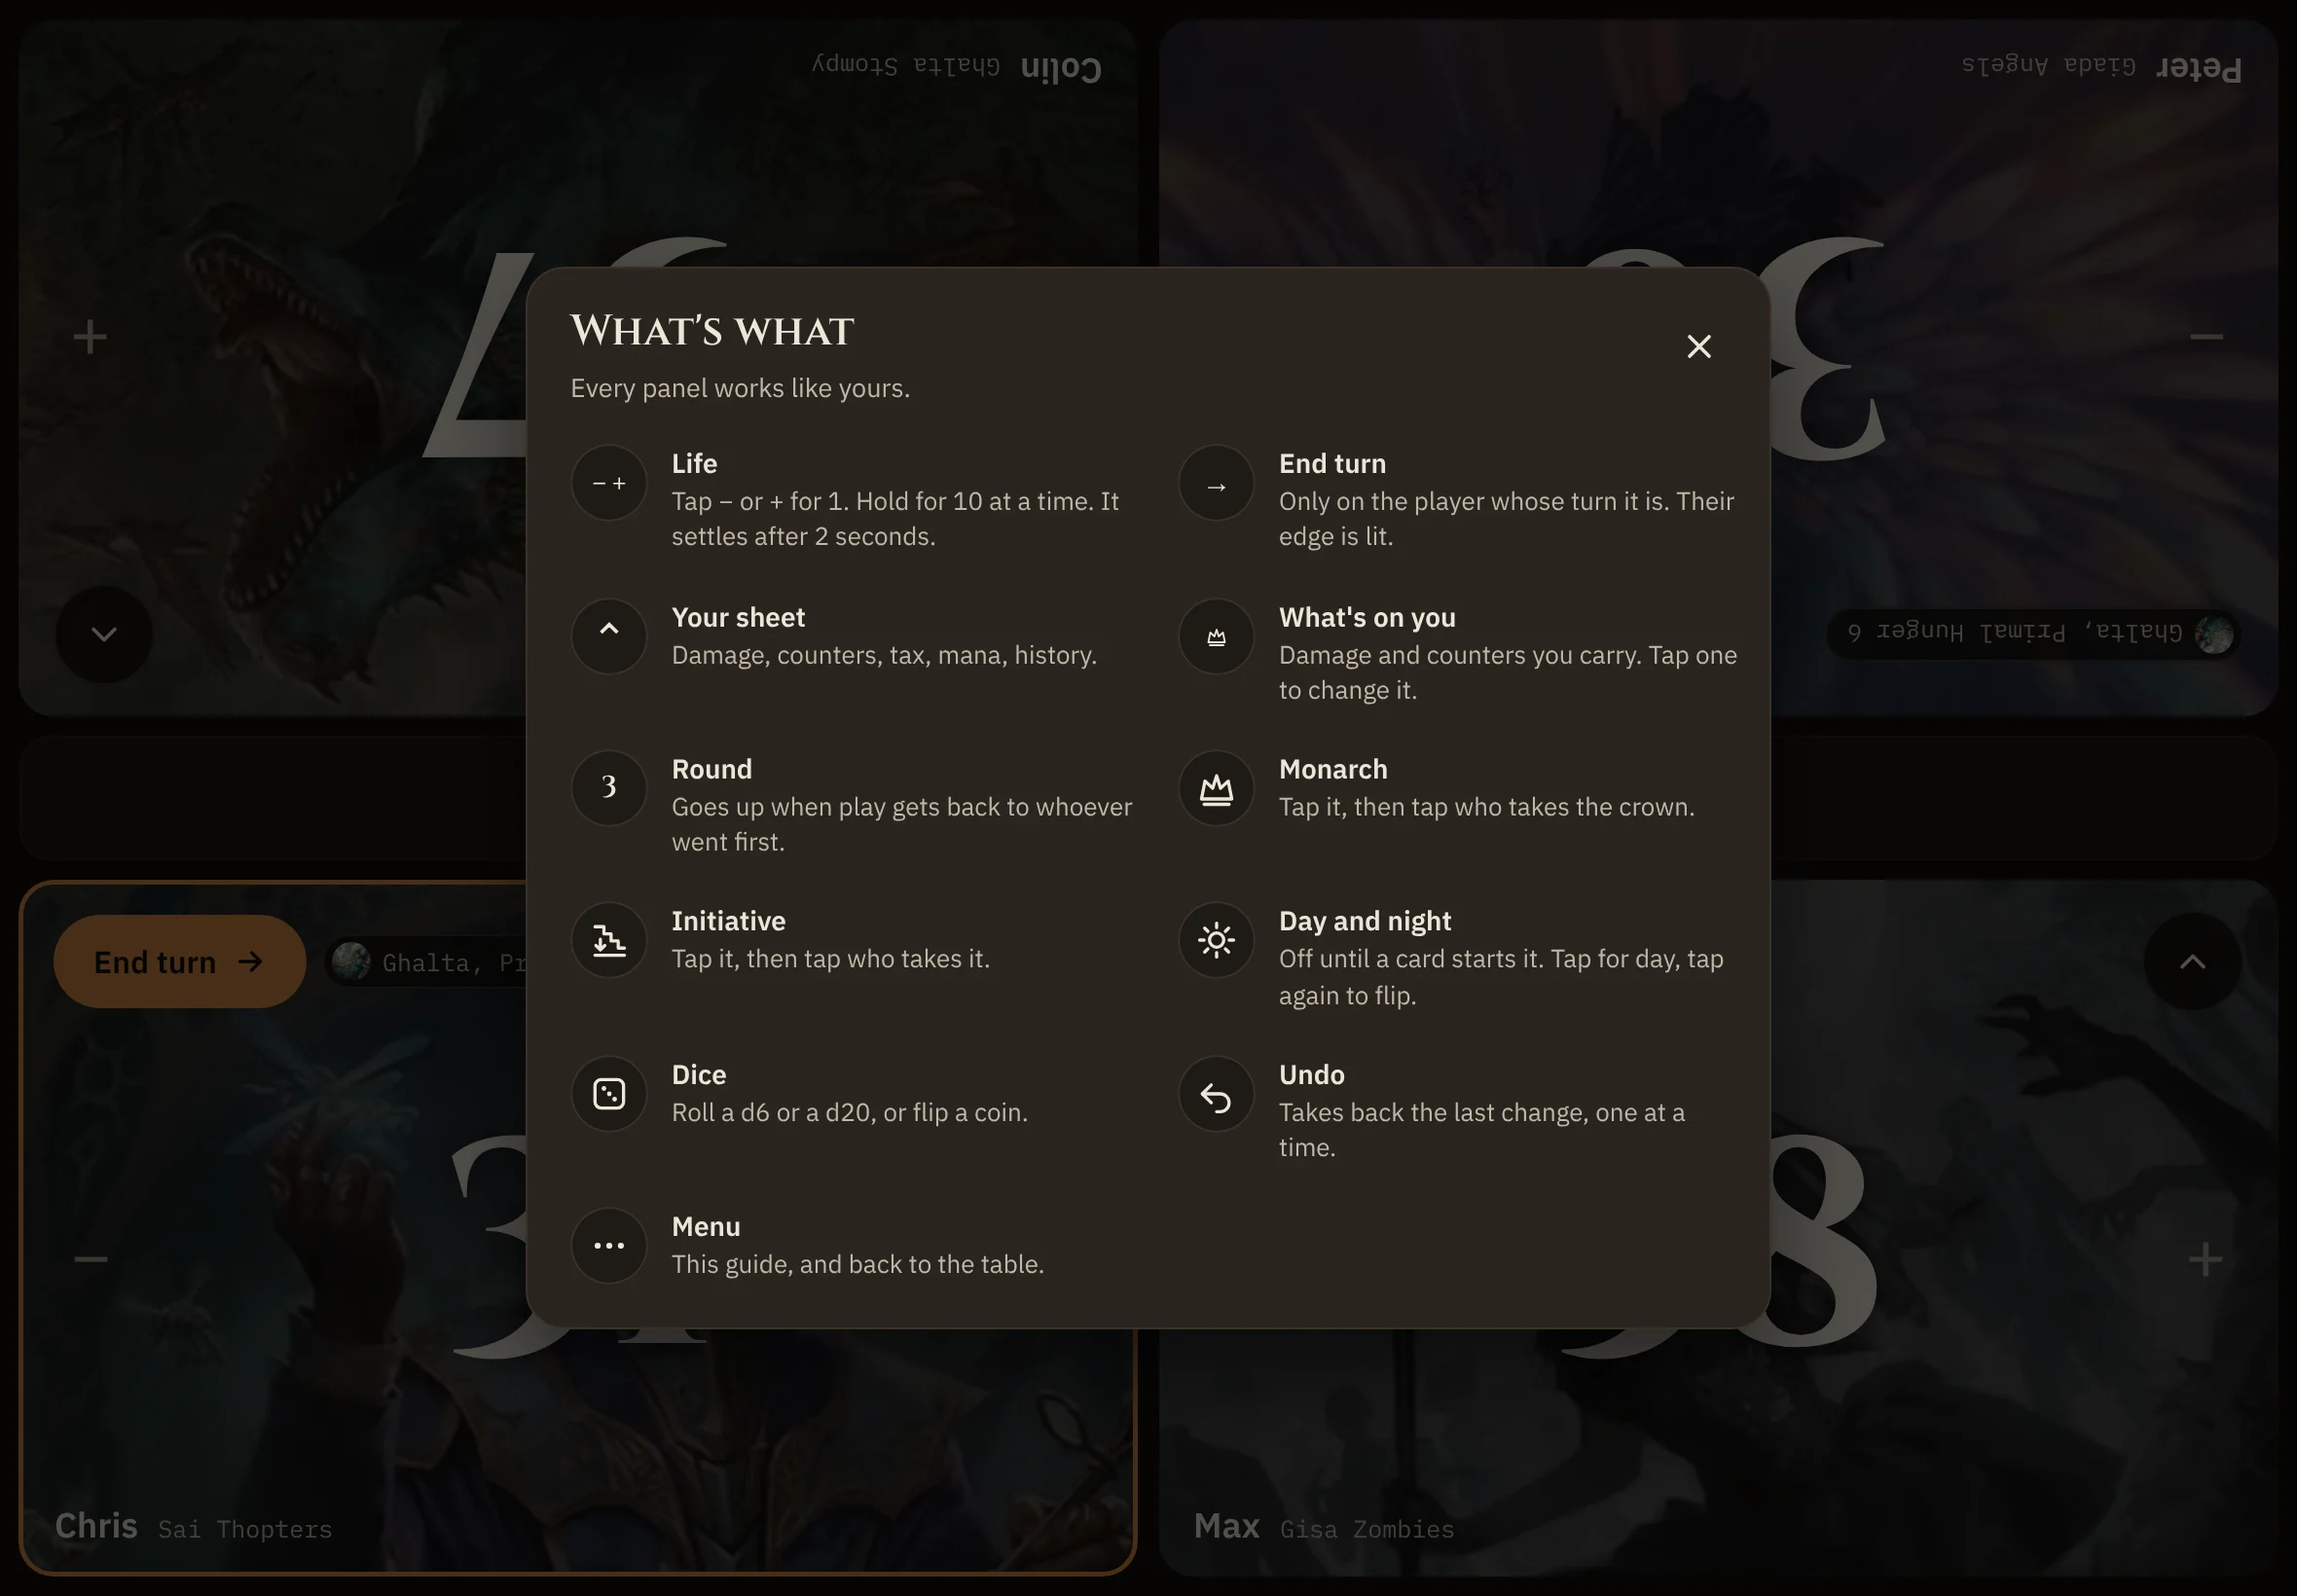 Colin Ghalta Stompy
Peter Giada Angels
Ghalta, Primal Hunger 6
What's what
Every panel works like yours.
− +
Life
Tap − or + for 1. Hold for 10 at a time. It
settles after 2 seconds.
→
End turn
Only on the player whose turn it is. Their
edge is lit.
Your sheet
Damage, counters, tax, mana, history.
What's on you
Damage and counters you carry. Tap one
to change it.
3
Round
Goes up when play gets back to whoever
went first.
Monarch
Tap it, then tap who takes the crown.
Initiative
Tap it, then tap who takes it.
Day and night
Off until a card starts it. Tap for day, tap
again to flip.
Dice
Roll a d6 or a d20, or flip a coin.
Undo
Takes back the last change, one at a
time.
Menu
This guide, and back to the table.
End turn →
Ghalta,
Chris Sai Thopters
Max Gisa Zombies